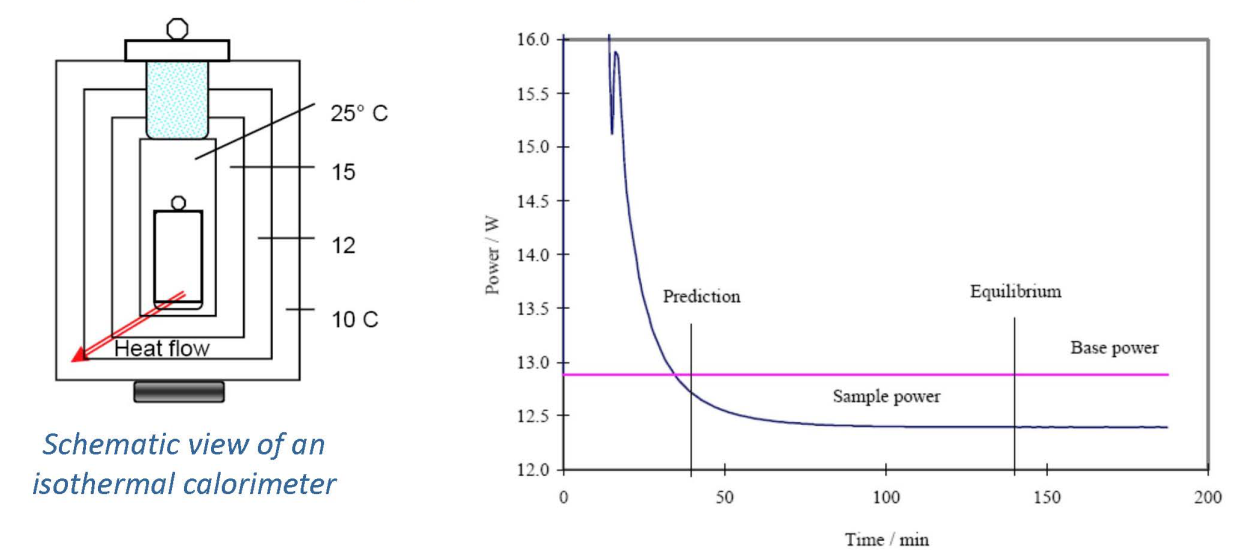 25° C
15
12
10 C
Heat flow
Schematic view of an
isothermal calorimeter
Power / W
16.0
15.5
15.0
14.5
14.0
13.5
13.0
12.5
12.0
Prediction
Equilibrium
Base power
Sample power
0
50
100
150
200
Time / min